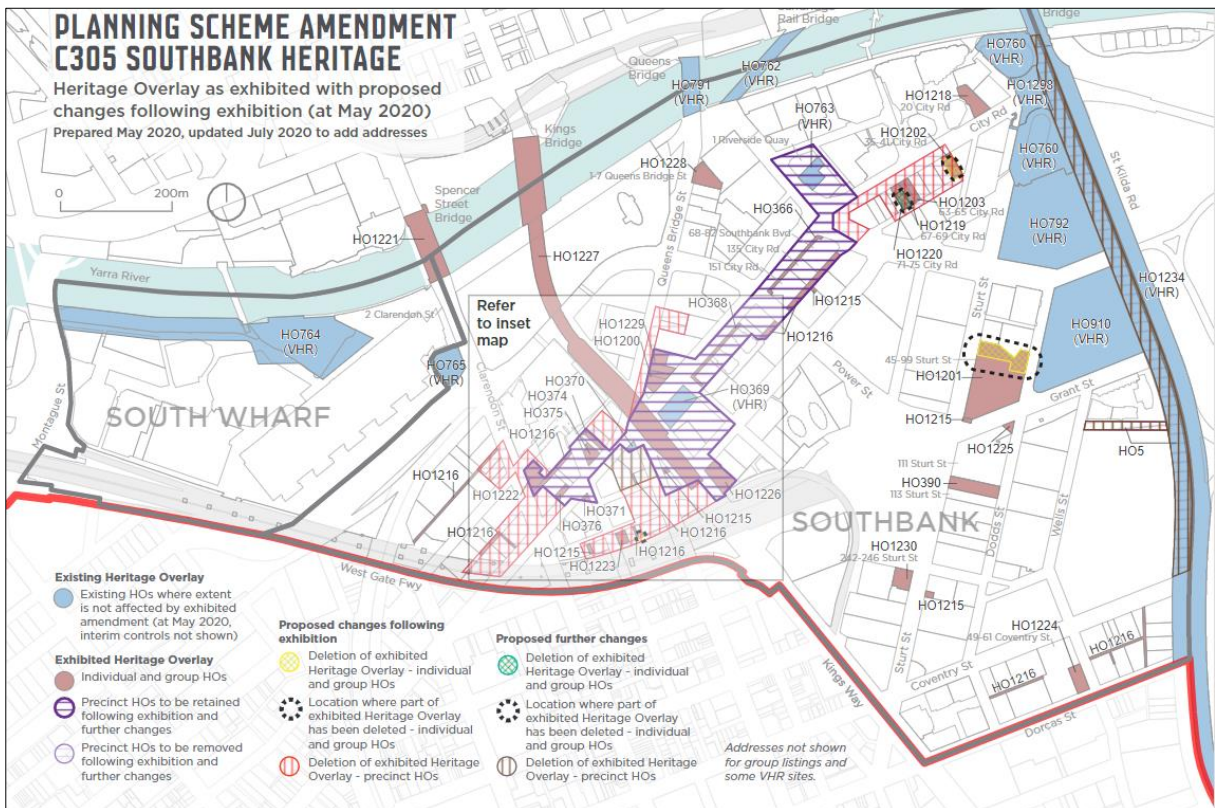 PLANNING SCHEME AMENDMENT
C305 SOUTHBANK HERITAGE
Heritage Overlay as exhibited with proposed
changes following exhibition (at May 2020)
Prepared May 2020, updated July 2020 to add addresses
0 200m
Rail Bridge
Bridge
Queens
Bridge
HO791
(VHR)
HO762
(VHR)
HO760
(VHR)
HO1298
(VHR)
HO1218
20 City Rd
City Rd
Kings
Bridge
HO763
(VHR)
1 Riverside Quay
HO1202
35-41 City Rd
HO1228
1-7 Queens Bridge St
HO760
(VHR)
St Kilda Rd
Spencer
Street
Bridge
HO1221
HO366
HO1203
63-65 City Rd
HO1219
67-69 City Rd
HO1220
71-75 City Rd
HO792
(VHR)
Queens Bridge St
68-82 Southbank Blvd
135 City Rd
151 City Rd
HO1227
Yarra River
HO1234
(VHR)
HO1215
Sturt St
Refer
to inset
map
HO368
2 Clarendon St
HO764
(VHR)
HO1229
HO1200
HO1216
HO910
(VHR)
HO765
(VHR)
Clarendon St
HO370
HO374
HO375
HO369
(VHR)
Power St
45-99 Sturt St
HO1201
Grant St
Montague St
SOUTH WHARF
HO1216
HO1215
HO1225
HO5
HO1216
HO1222
111 Sturt St
HO390
113 Sturt St
HO1226
HO1216
HO371
HO376
HO1215
HO1216
SOUTHBANK
Dodds St
Wells St
HO1215
HO1223
HO1216
West Gate Fwy
HO1230
242-246 Sturt St
HO1215
HO1224
49-61 Coventry St
HO1216
Sturt St
Coventry St
HO1216
Kings Way
Dorcas St
Existing Heritage Overlay
Existing HOs where extent
is not affected by exhibited
amendment (at May 2020,
interim controls not shown)
Exhibited Heritage Overlay
Individual and group HOs
Precinct HOs to be retained
following exhibition and
further changes
Precinct HOs to be removed
following exhibition and
further changes
Proposed changes following
exhibition
Deletion of exhibited
Heritage Overlay - individual
and group HOs
Location where part of
exhibited Heritage Overlay
has been deleted - individual
and group HOs
Deletion of exhibited Heritage
Overlay - precinct HOs
Proposed further changes
Deletion of exhibited
Heritage Overlay - individual
and group HOs
Location where part of
exhibited Heritage Overlay
has been deleted - individual
and group HOs
Deletion of exhibited Heritage
Overlay - precinct HOs
Addresses not shown
for group listings and
some VHR sites.